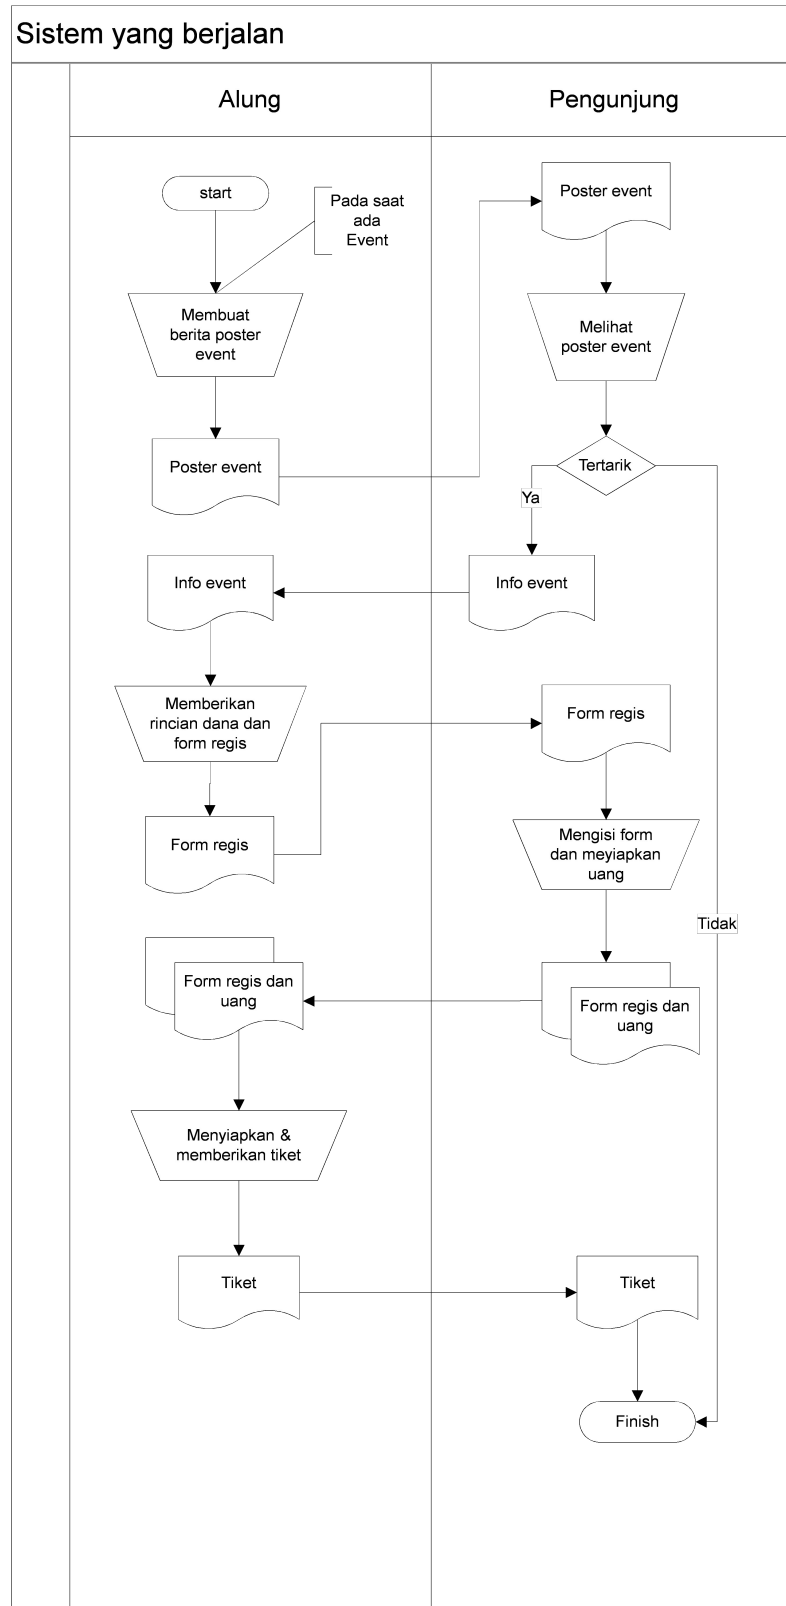 Sistem yang berjalan
Alung
Pengunjung
start
Pada saat
ada
Event
Membuat
berita poster
event
Poster event
Poster event
Melihat
poster event
Tertarik
Ya
Info event
Info event
Memberikan
rincian dana dan
form regis
Form regis
Form regis
Mengisi form
dan meyiapkan
uang
Tidak
Form regis dan
uang
Form regis dan
uang
Menyiapkan &
memberikan tiket
Tiket
Tiket
Finish